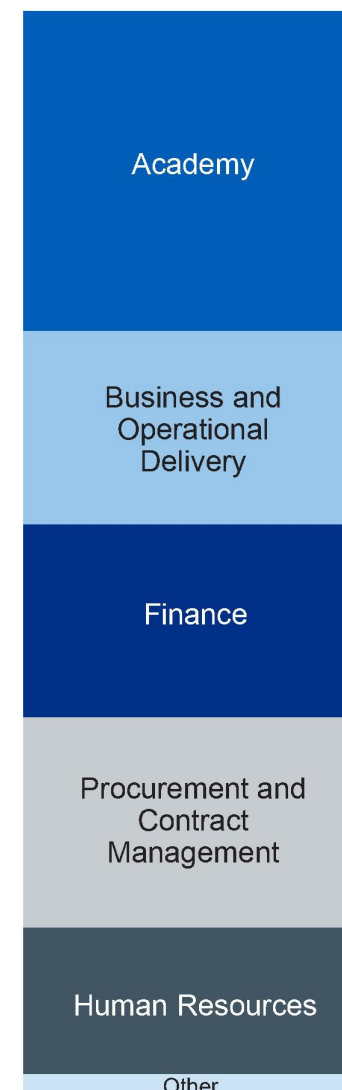 Academy
Business and
Operational
Delivery
Finance
Procurement and
Contract
Management
Human Resources
Other